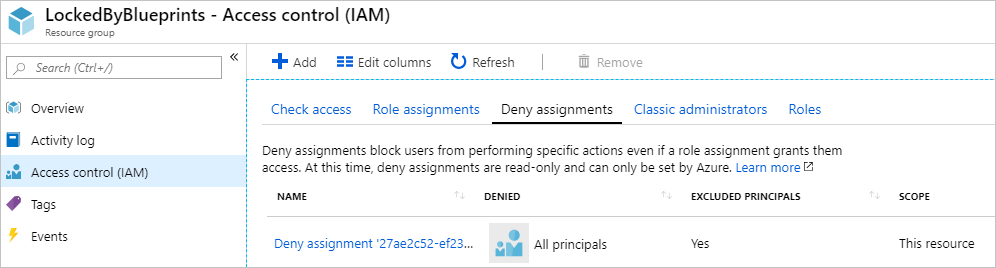 LockedByBlueprints - Access control (IAM)
Resource group
Search (Ctrl+/)
«
Add
Edit columns
Refresh
Remove
Overview
Activity log
Access control (IAM)
Tags
Events
Check access
Role assignments
Deny assignments
Classic administrators
Roles
Deny assignments block users from performing specific actions even if a role assignment grants them
access. At this time, deny assignments are read-only and can only be set by Azure. Learn more
NAME
DENIED
EXCLUDED PRINCIPALS
SCOPE
Deny assignment '27ae2c52-ef23...
All principals
Yes
This resource